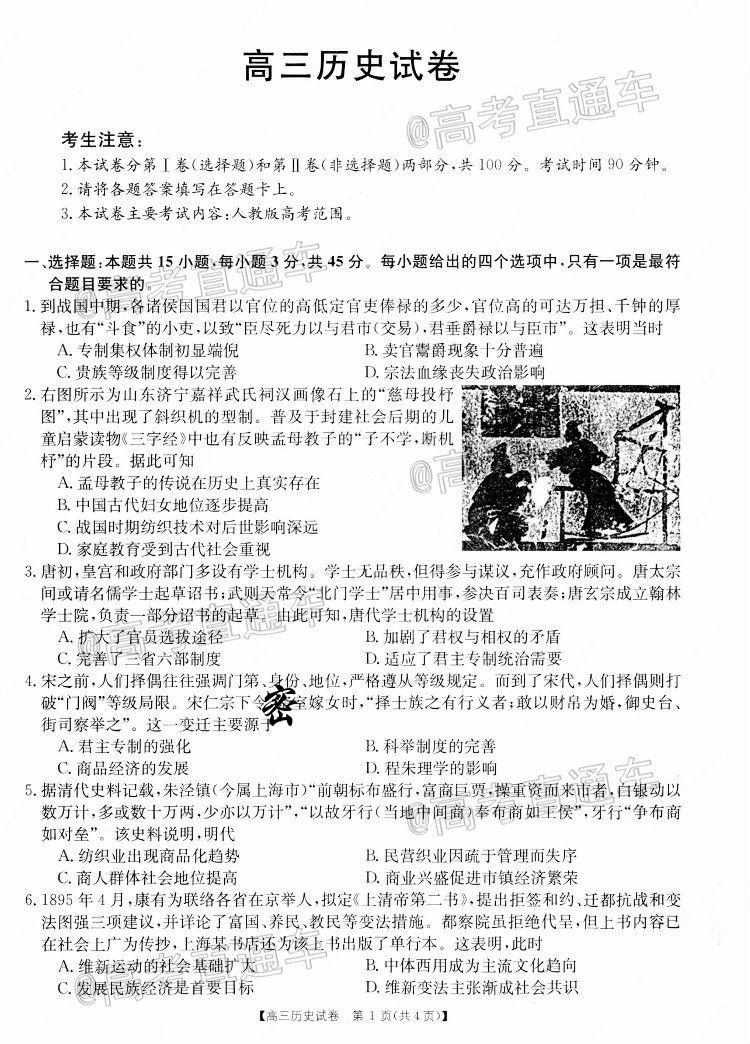 高三历史试卷
@高考直通车
考生注意:
1.本试卷分第Ⅰ卷(选择题)和第Ⅱ卷(非选择题)两部分,共100分。考试时间90分钟。
2.请将各题答案填写在答题卡上。
3.本试卷主要考试内容:人教版高考范围。
@高考直通车
一、选择题:本题共15小题,每小题3分,共45分。每小题给出的四个选项中,只有一项是最符
合题目要求的。
1.到战国中期,各诸侯国国君以官位的高低定官吏俸禄的多少,官位高的可达万担、千钟的厚
禄,也有“斗食”的小吏,以致“臣尽死力以与君市(交易),君垂爵禄以与臣市”。这表明当时
A.专制集权体制初显端倪 B.卖官鬻爵现象十分普遍
C.贵族等级制度得以完善 D.宗法血缘丧失政治影响
2.右图所示为山东济宁嘉祥武氏祠汉画像石上的“慈母投杼
图”,其中出现了斜织机的型制。普及于封建社会后期的儿
童启蒙读物《三字经》中也有反映孟母教子的“子不学,断机
杼”的片段。据此可知
@高考直通车
A.孟母教子的传说在历史上真实存在
B.中国古代妇女地位逐步提高
C.战国时期纺织技术对后世影响深远
D.家庭教育受到古代社会重视
3.唐初,皇宫和政府部门多设有学士机构。学士无品秩,但得参与谋议,充作政府顾问。唐太宗
间或请名儒学士起草诏书;武则天常令“北门学士”居中用事,参决百司表奏;唐玄宗成立翰林
学士院,负责一部分诏书的起草。由此可知,唐代学士机构的设置
@高考直通车
A.扩大了官员选拔途径 B.加剧了君权与相权的矛盾
C.完善了三省六部制度 D.适应了君主专制统治需要
4.宋之前,人们择偶往往强调门第、身份、地位,严格遵从等级规定。而到了宋代,人们择偶则打
破“门阀”等级局限。宋仁宗下令室嫁女时,“择士族之有行义者;敢以财帛为婚,御史台、
密
街司察举之”。这一变迁主要源于
A.君主专制的强化 B.科举制度的完善
C.商品经济的发展 D.程朱理学的影响
@高考直通车
5.据清代史料记载,朱泾镇(今属上海市)“前朝标布盛行,富商巨贾,操重资而来市者,白银动以
数万计,多或数十万两,少亦以万计”,“以故牙行(当地中间商)奉布商如王侯”,牙行“争布商
如对垒”。该史料说明,明代
A.纺织业出现商品化趋势 B.民营织业因疏于管理而失序
C.商人群体社会地位提高 D.商业兴盛促进市镇经济繁荣
6.1895年4月,康有为联络各省在京举人,拟定《上清帝第二书》,提出拒签和约、迁都抗战和变
法图强三项建议,并详论了富国、养民、教民等变法措施。都察院虽拒绝代呈,但上书内容已
在社会上广为传抄,上海某书店还为该上书出版了单行本。这表明,此时
A.维新运动的社会基础扩大 B.中体西用成为主流文化趋向
C.发展民族经济是首要目标 D.维新变法主张渐成社会共识
@高考直通车
【高三历史试卷 第1页(共4页)】